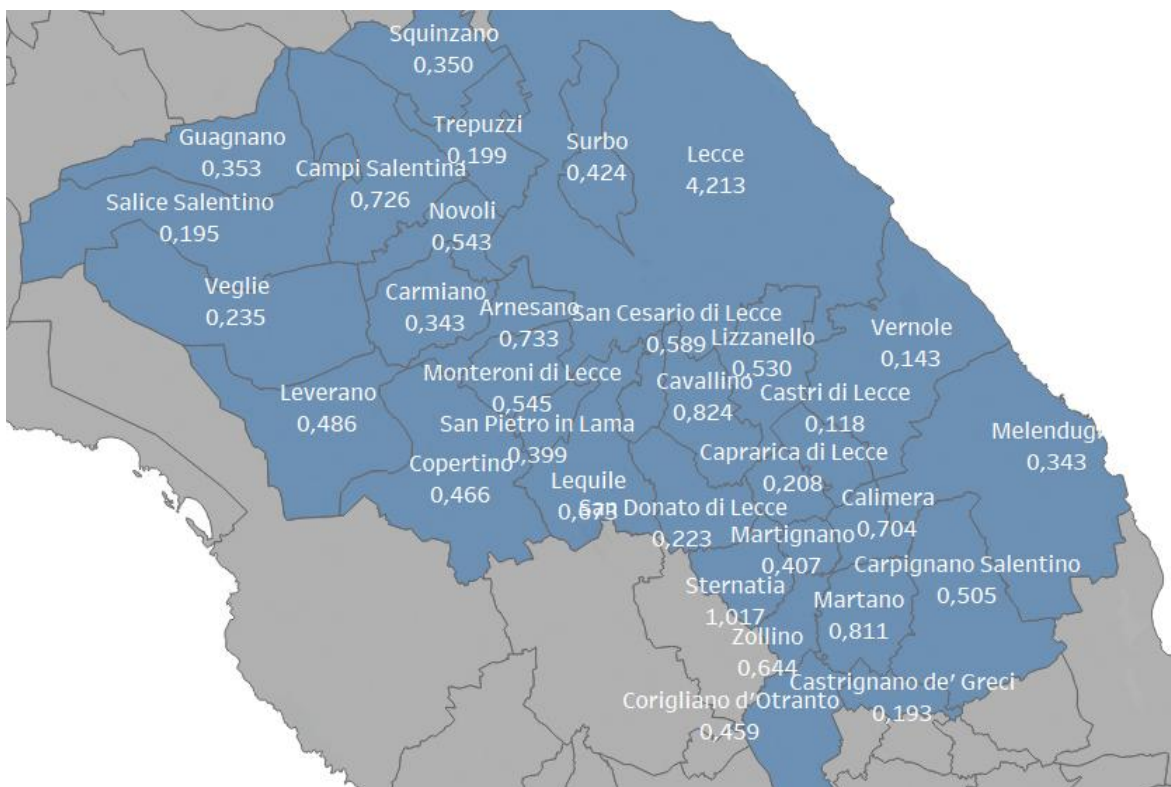 Squinzano
0,350
Trepuzzi
0,199
Surbo
0,424
Lecce
4,213
Guagnano
0,353
Campi Salentina
0,726
Salice Salentino
0,195
Novoli
0,543
Veglie
0,235
Carmiano
0,343
Arnesano
0,733
San Cesario di Lecce
0,589
Lizzanello
0,530
Vernole
0,143
Leverano
0,486
Monteroni di Lecce
0,545
Cavallino
0,824
Castri di Lecce
0,118
San Pietro in Lama
0,399
Melendug
0,343
Copertino
0,466
Lequile
0,673
Caprarica di Lecce
0,208
San Donato di Lecce
0,223
Calimera
0,704
Martignano
0,407
Carpignano Salentino
0,505
Sternatia
1,017
Martano
0,811
Zollino
0,644
Castrignano de’ Greci
0,193
Corigliano d’Otranto
0,459